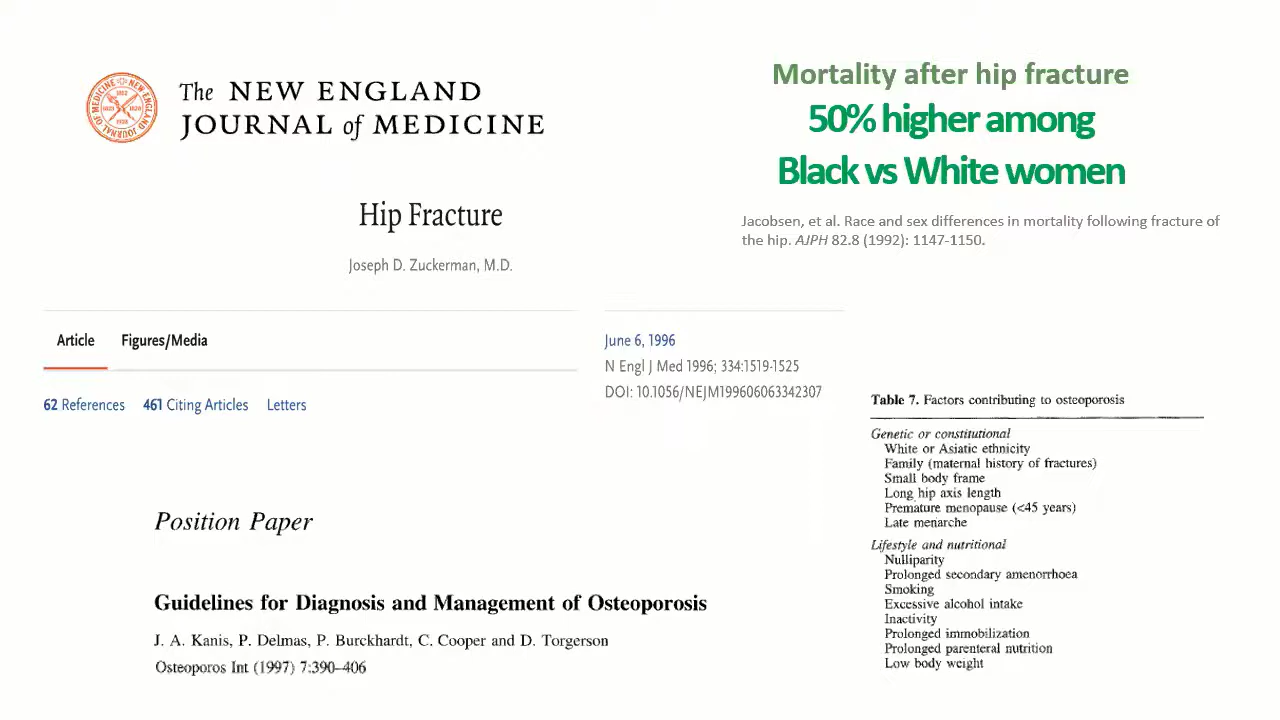 The NEW ENGLAND
JOURNAL of MEDICINE
Hip Fracture
Joseph D. Zuckerman, M.D.
Article Figures/Media
62 References 461 Citing Articles Letters
June 6, 1996
N Engl J Med 1996; 334:1519-1525
DOI: 10.1056/NEJM199606063342307
Mortality after hip fracture
50% higher among
Black vs White women
Jacobsen, et al. Race and sex differences in mortality following fracture of
the hip. AJPH 82.8 (1992): 1147-1150.
Position Paper
Guidelines for Diagnosis and Management of Osteoporosis
J. A. Kanis, P. Delmas, P. Burckhardt, C. Cooper and D. Torgerson
Osteoporos Int (1997) 7:390–406
Table 7. Factors contributing to osteoporosis
Genetic or constitutional
White or Asiatic ethnicity
Family (maternal history of fractures)
Small body frame
Long hip axis length
Premature menopause (<45 years)
Late menarche
Lifestyle and nutritional
Nulliparity
Prolonged secondary amenorrhoea
Smoking
Excessive alcohol intake
Inactivity
Prolonged immobilization
Prolonged parenteral nutrition
Low body weight